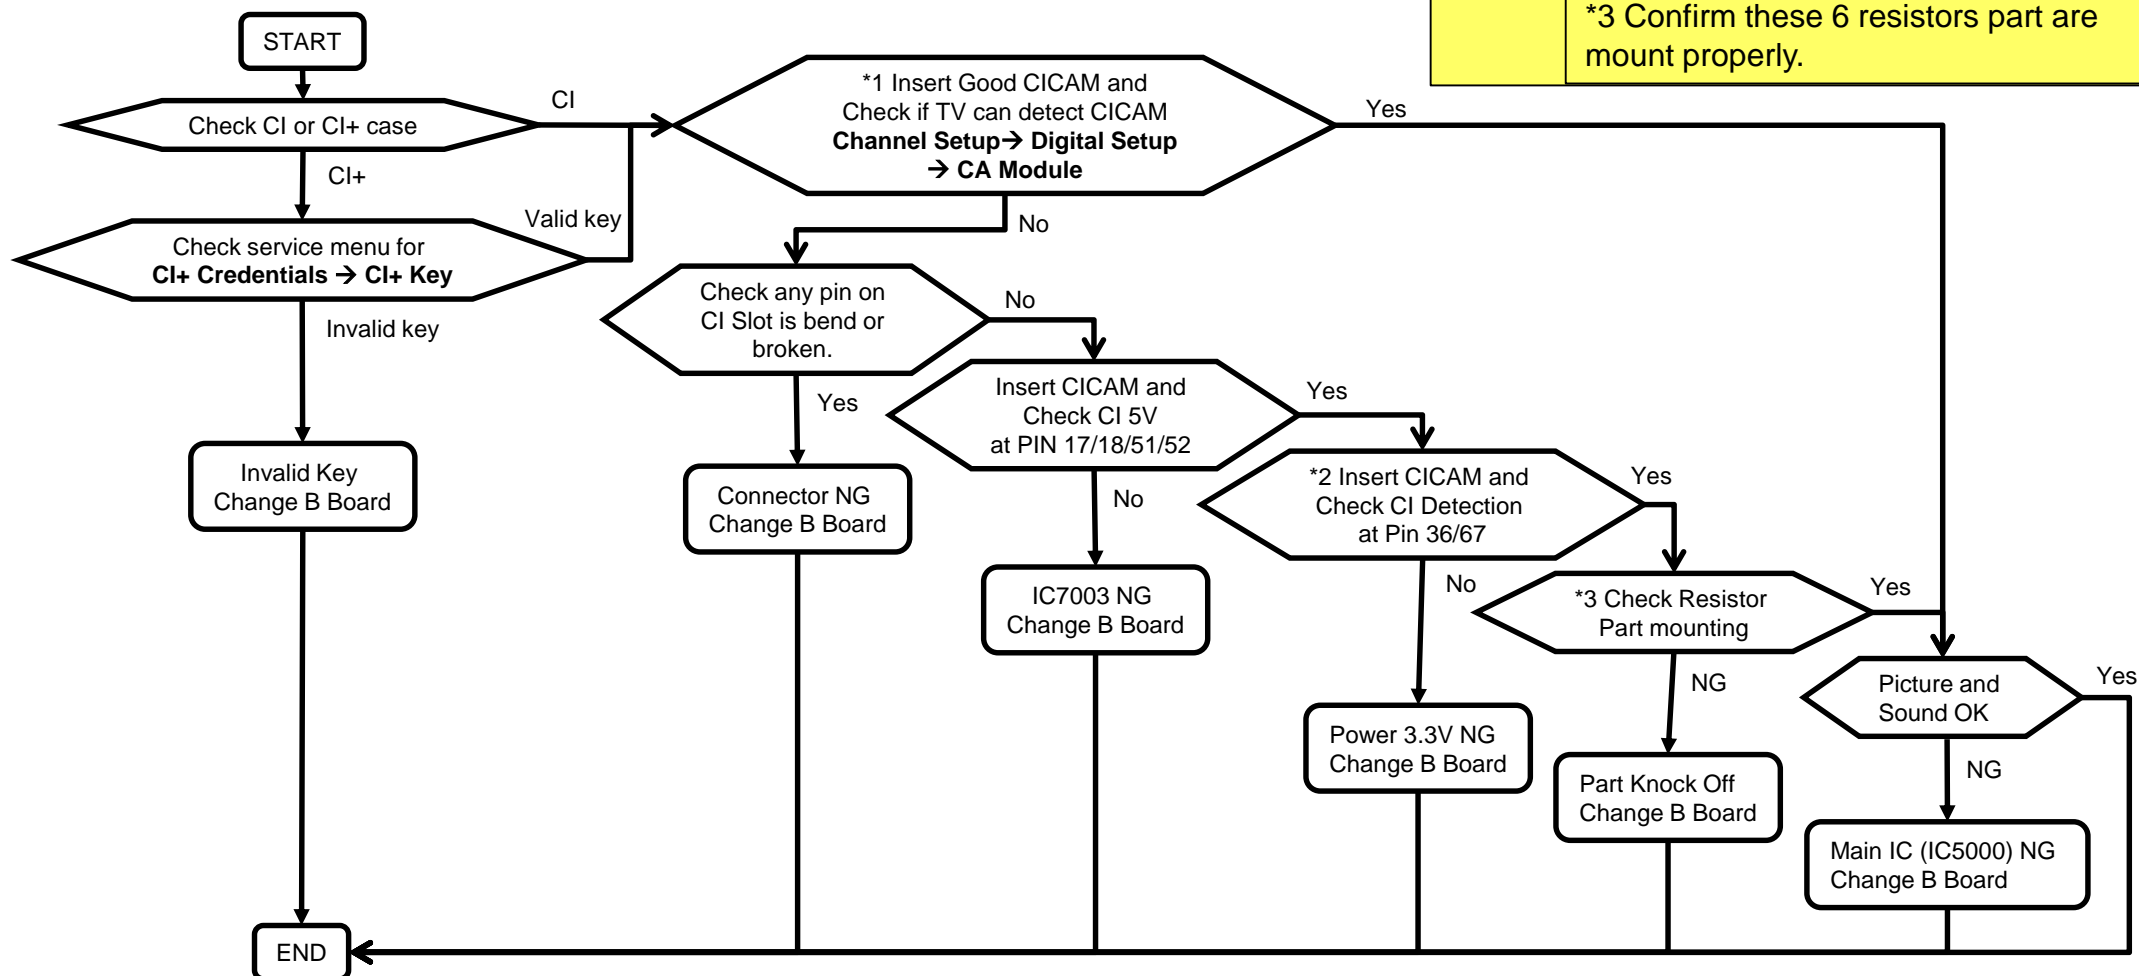 *3 Confirm these 6 resistors part are
mount properly.
START
*1 Insert Good CICAM and
Check if TV can detect CICAM
Channel Setup→ Digital Setup
→ CA Module
Yes
CI
Check CI or CI+ case
CI+
No
Valid key
Check service menu for
CI+ Credentials → CI+ Key
Invalid key
Check any pin on
CI Slot is bend or
broken.
No
Yes
Insert CICAM and
Check CI 5V
at PIN 17/18/51/52
Yes
No
*2 Insert CICAM and
Check CI Detection
at Pin 36/67
Yes
No
Invalid Key
Change B Board
Connector NG
Change B Board
IC7003 NG
Change B Board
*3 Check Resistor
Part mounting
Yes
NG
Picture and
Sound OK
Yes
NG
Power 3.3V NG
Change B Board
Part Knock Off
Change B Board
Main IC (IC5000) NG
Change B Board
END